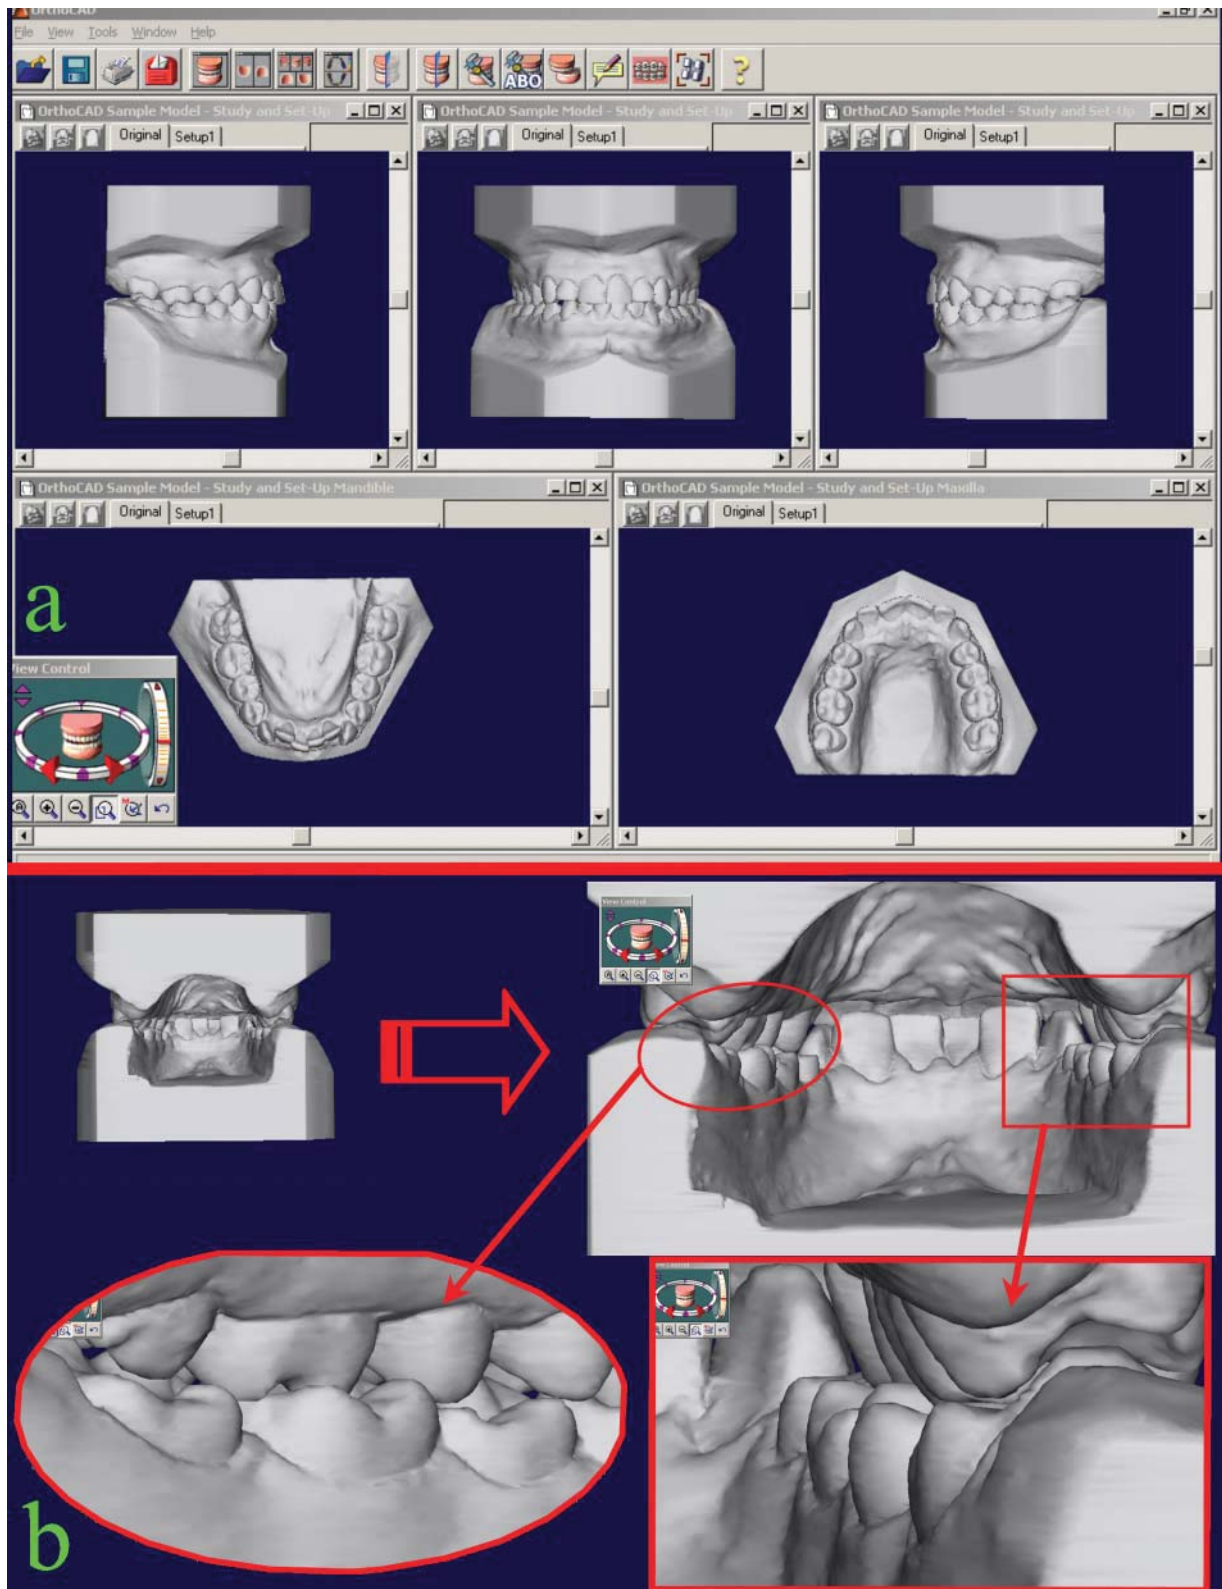 OrthoCAD
File View Tools Window Help
ABO
OrthoCAD Sample Model - Study and Set-Up
Original Setup1
OrthoCAD Sample Model - Study and Set-Up
Original Setup1
OrthoCAD Sample Model - Study and Set-Up
Original Setup1
OrthoCAD Sample Model - Study and Set-Up Mandible
Original Setup1
OrthoCAD Sample Model - Study and Set-Up Maxilla
Original Setup1
a
View Control
View Control
b